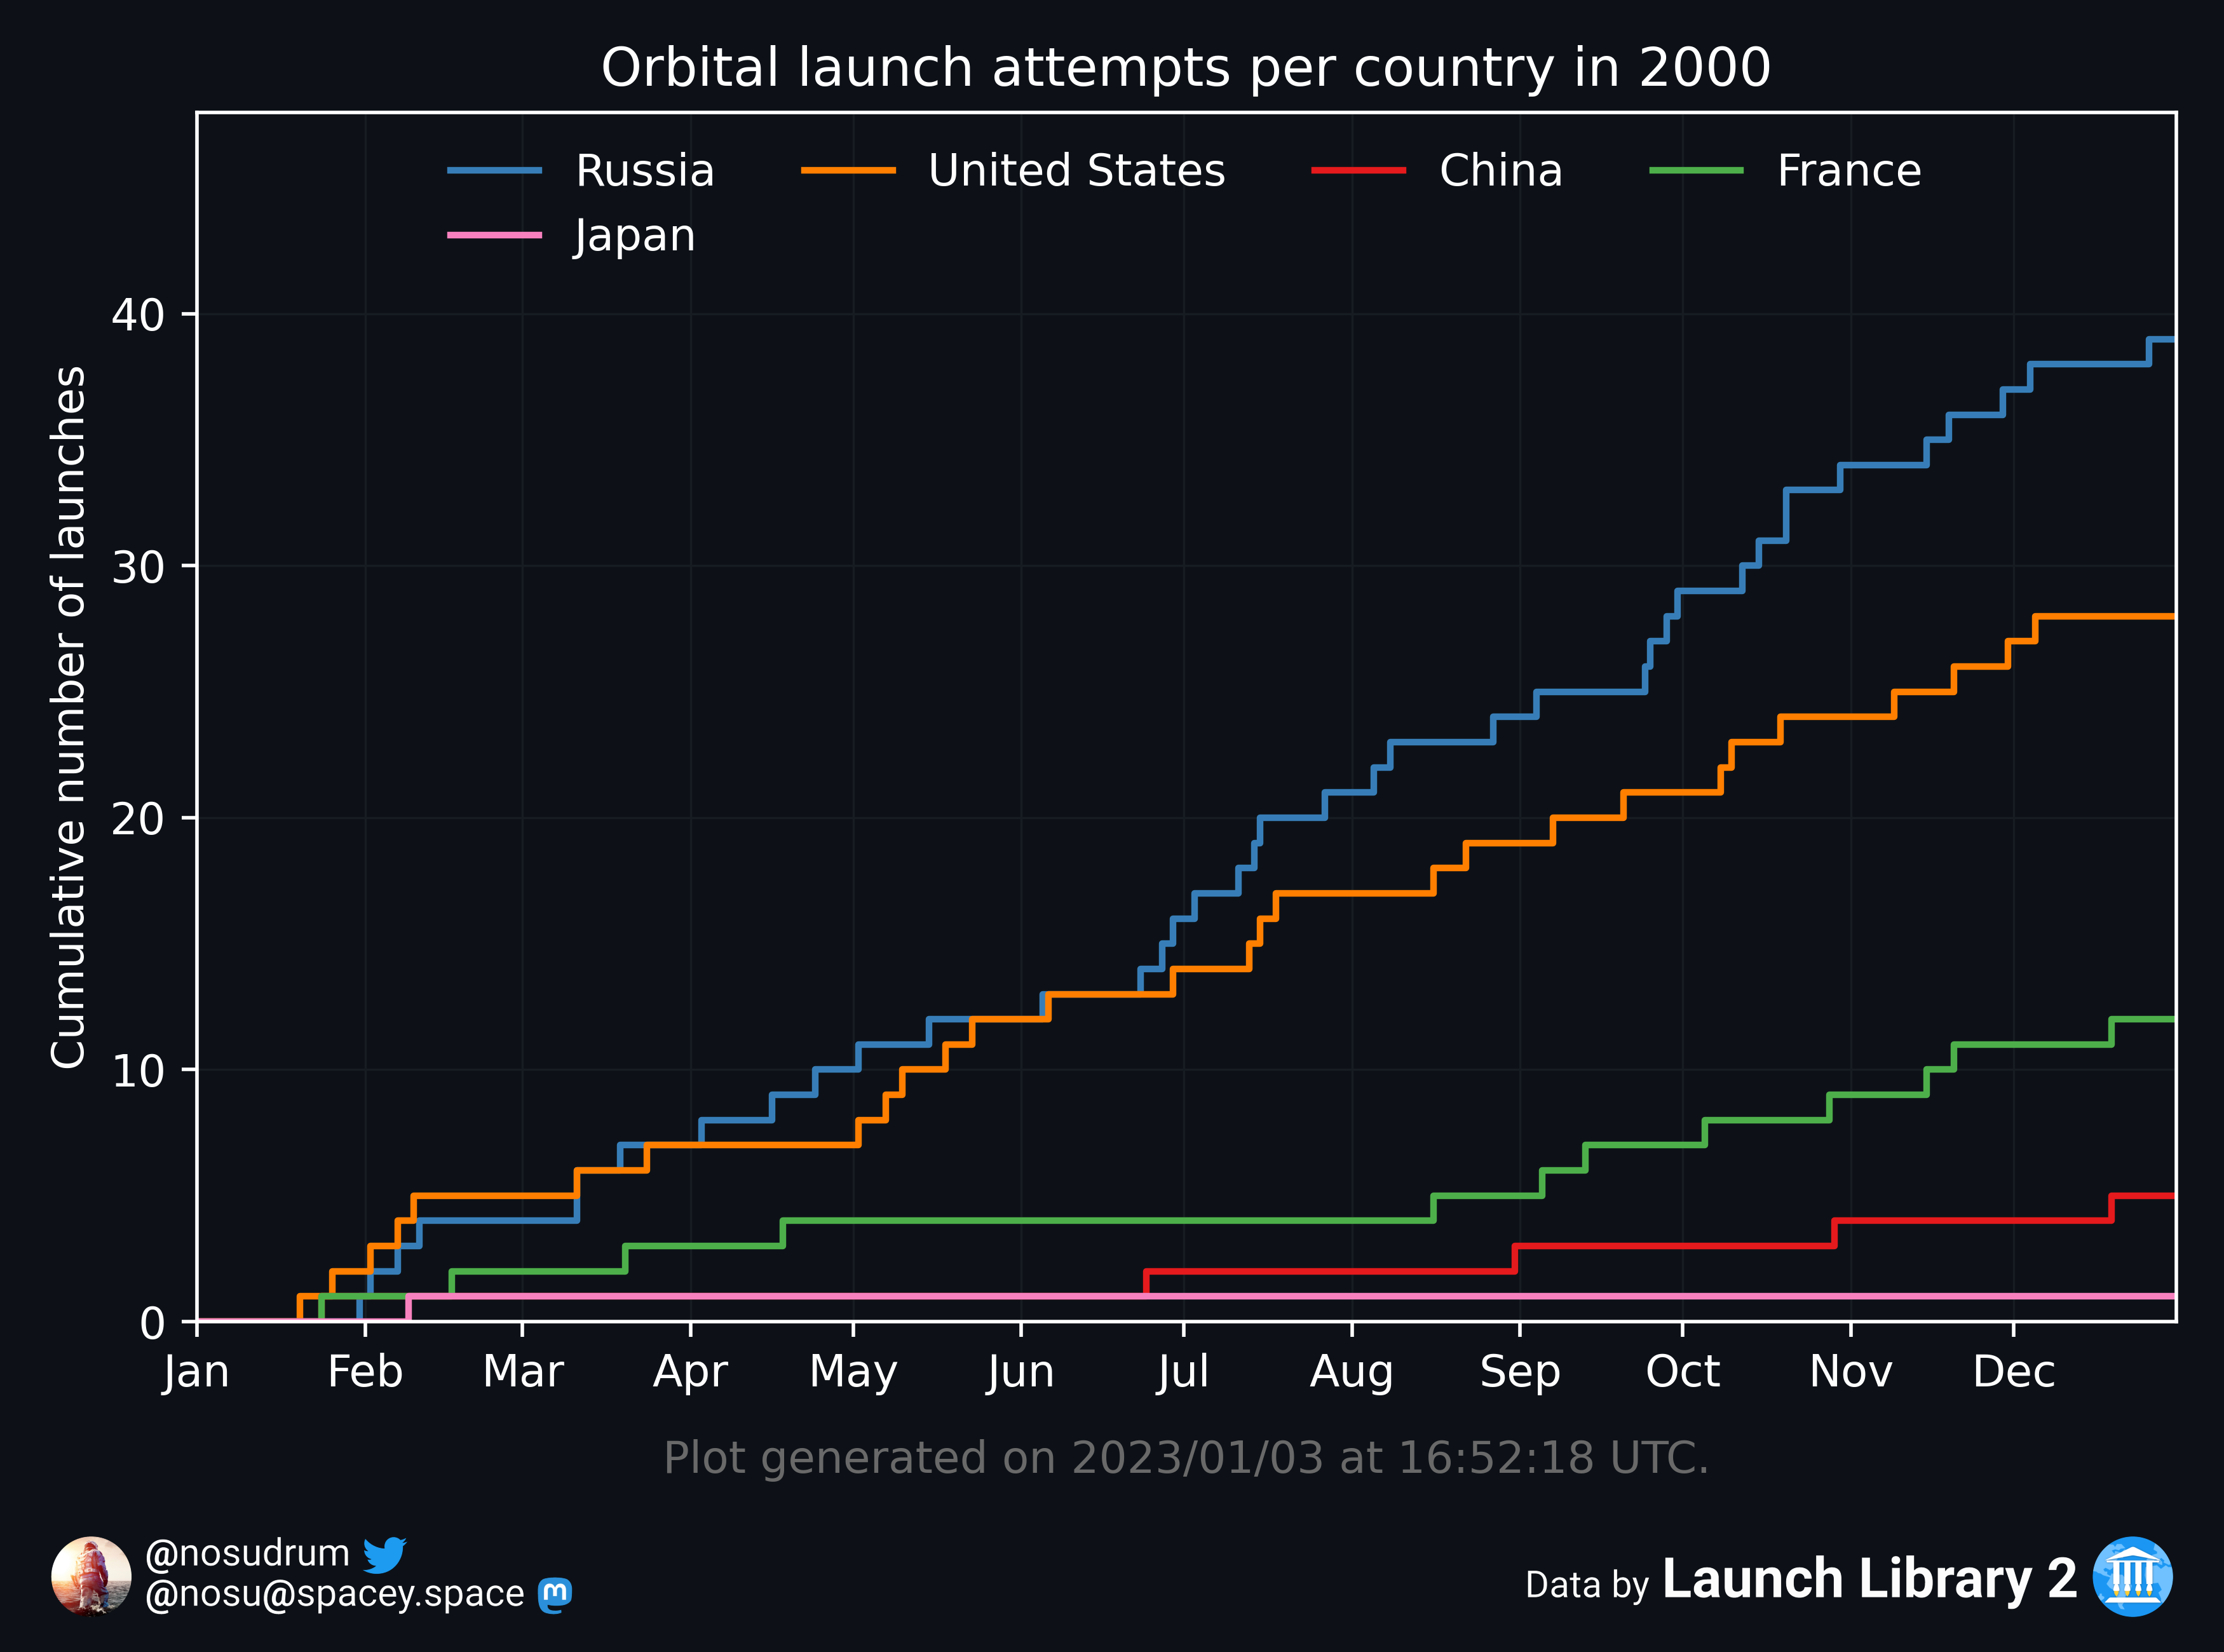 Orbital launch attempts per country in 2000
Russia United States China France
Japan
Cumulative number of launches
40
30
20
10
0
Jan Feb Mar Apr May Jun Jul Aug Sep Oct Nov Dec
Plot generated on 2023/01/03 at 16:52:18 UTC.
@nosudrum
@nosu@spacey.space
Data by Launch Library 2